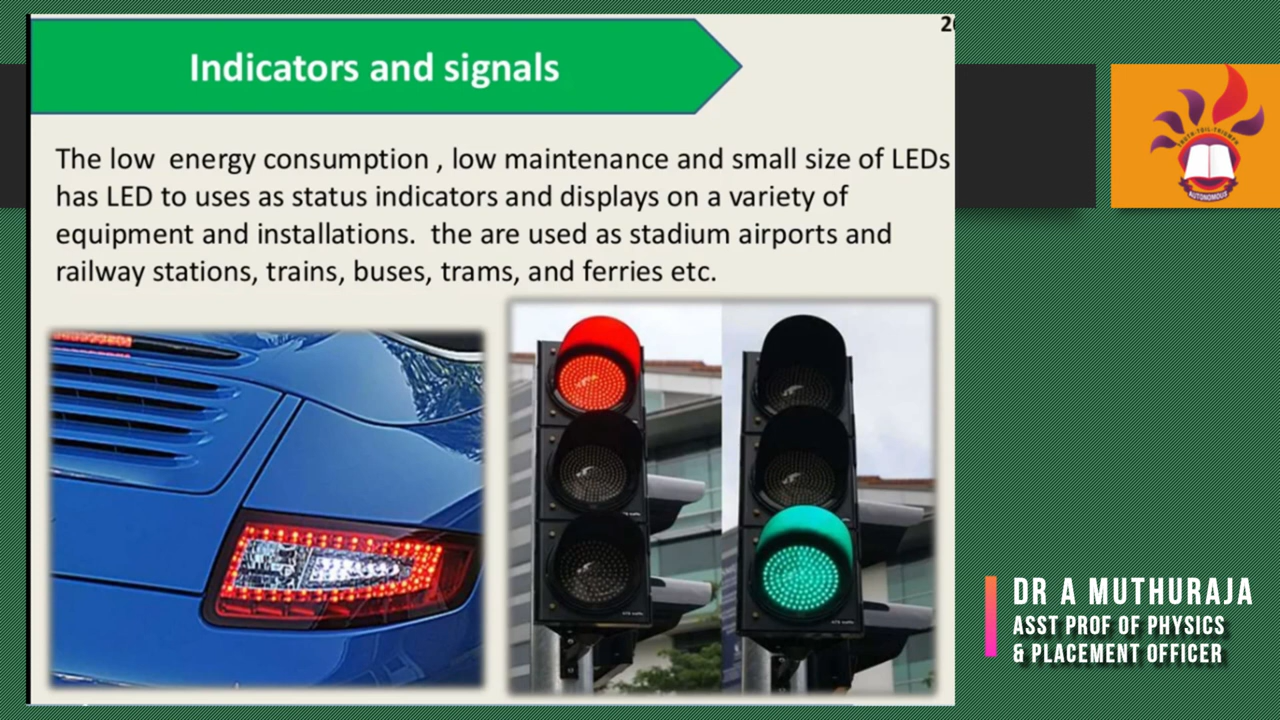 Indicators and signals
The low energy consumption , low maintenance and small size of LEDs
has LED to uses as status indicators and displays on a variety of
equipment and installations. the are used as stadium airports and
railway stations, trains, buses, trams, and ferries etc.
AUTONOMOUS
DR A MUTHURAJA
ASST PROF OF PHYSICS
& PLACEMENT OFFICER